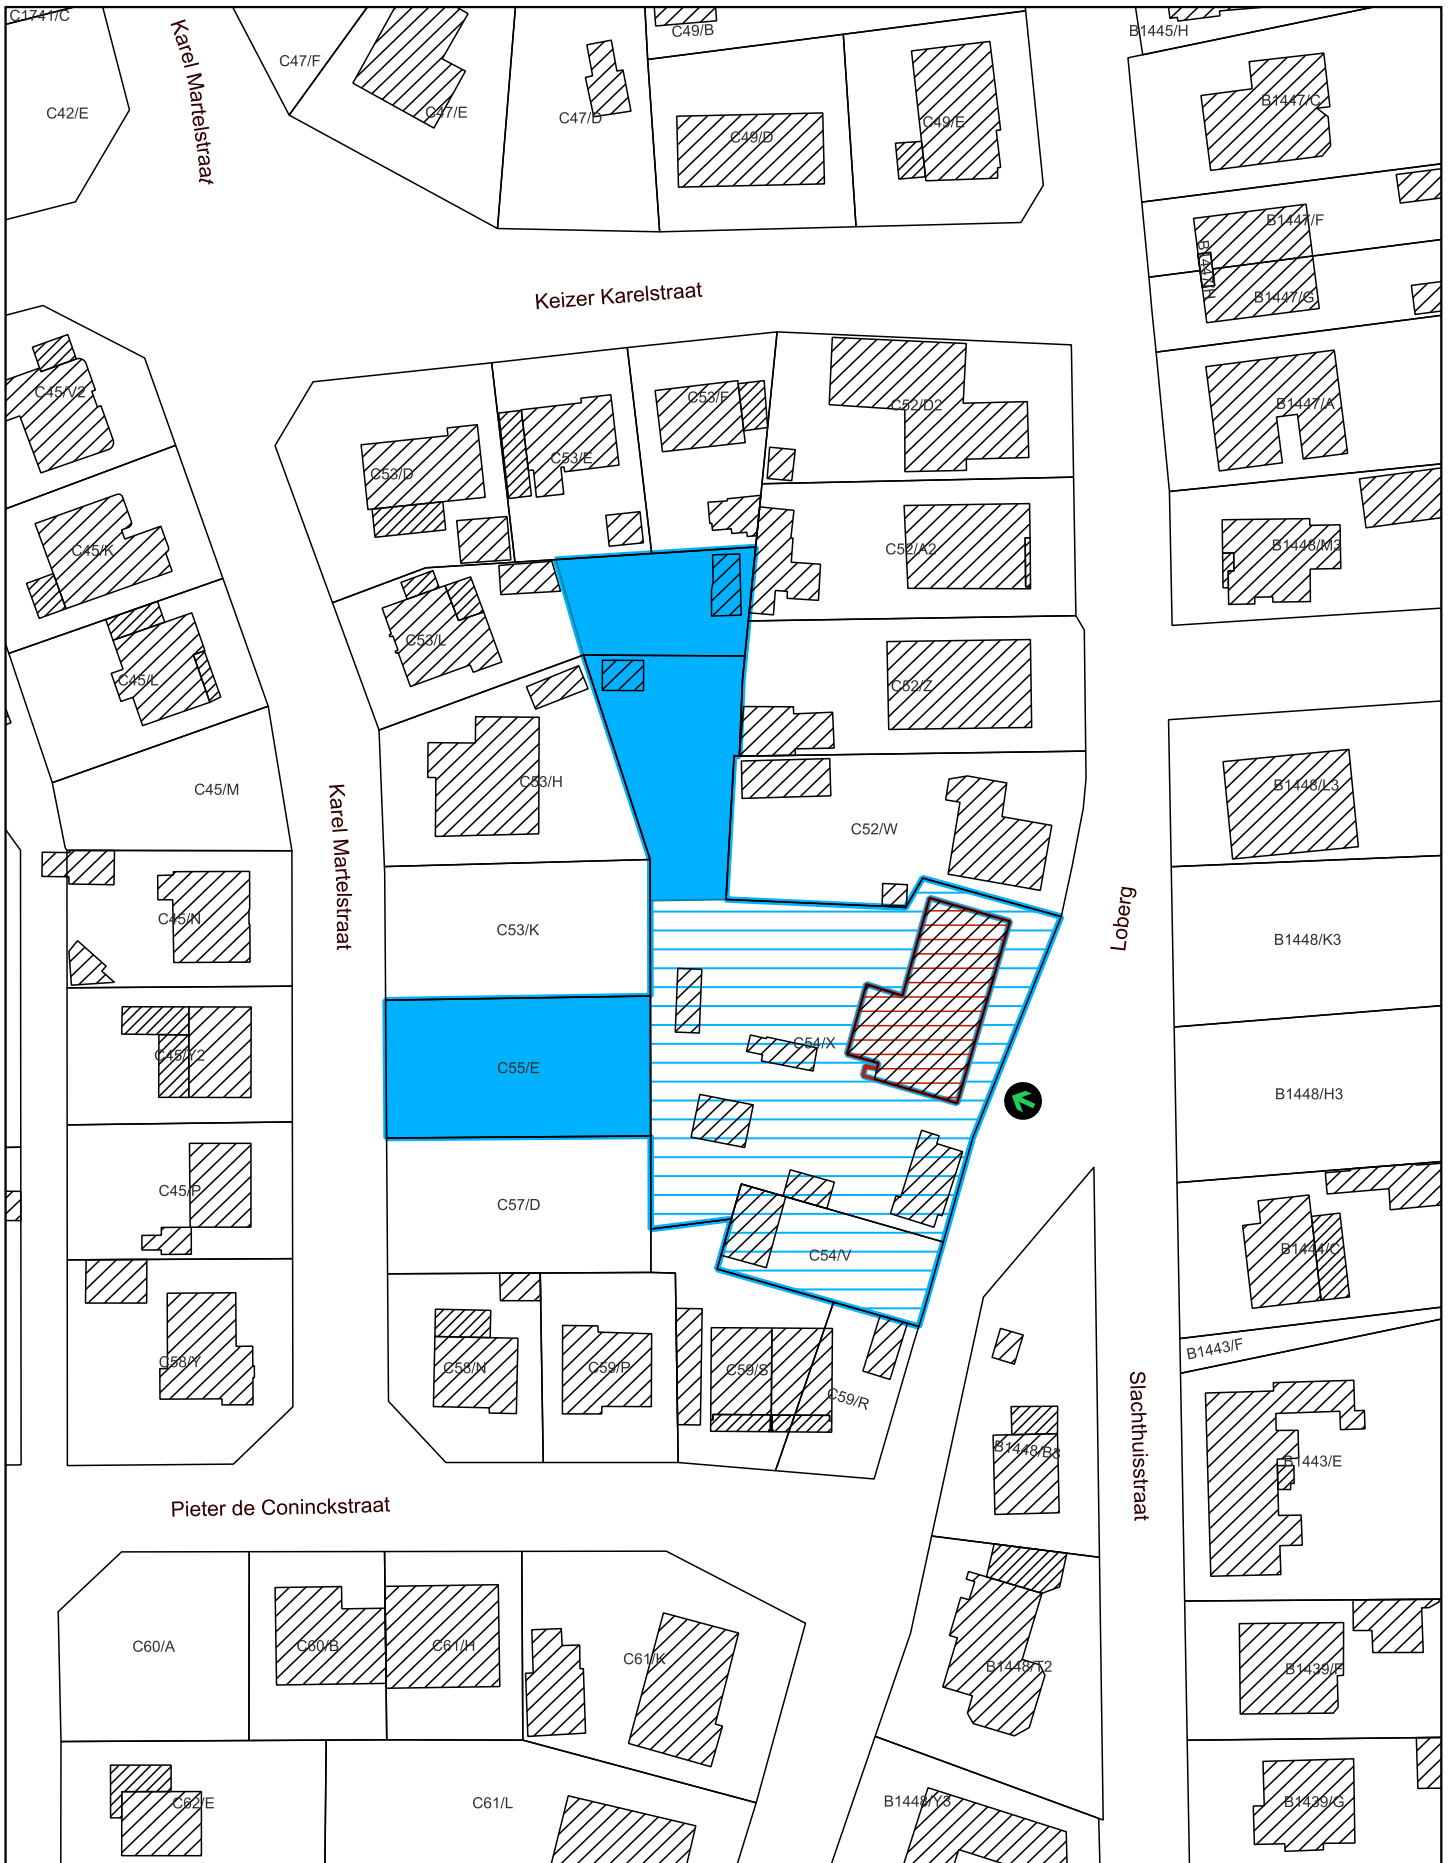 C1741/C
C49/B
B1445/H
Karel Martelstraat
C47/F
C42/E
C47/E
C47/D
C49/D
C49/E
B1447/C
B1447/F
B1447/H
B1447/G
Keizer Karelstraat
C45/V2
C53/D
C53/E
C53/F
C52/D2
B1447/A
C45/K
C52/A2
B1448/M3
C53/L
C45/L
C52/Z
C45/M
C53/H
B1448/L3
Karel Martelstraat
C52/W
C45/N
C53/K
Loberg
B1448/K3
C45/Y2
C55/E
C54/X
B1448/H3
C45/P
C57/D
C54/V
B1444/C
B1443/F
C58/Y
C58/N
C59/P
C59/S
C59/R
Slachthuisstraat
B1448/B3
B1443/E
Pieter de Coninckstraat
C60/A
C60/B
C61/H
C61/K
B1448/T2
B1439/F
C62/E
C61/L
B1448/Y3
B1439/G